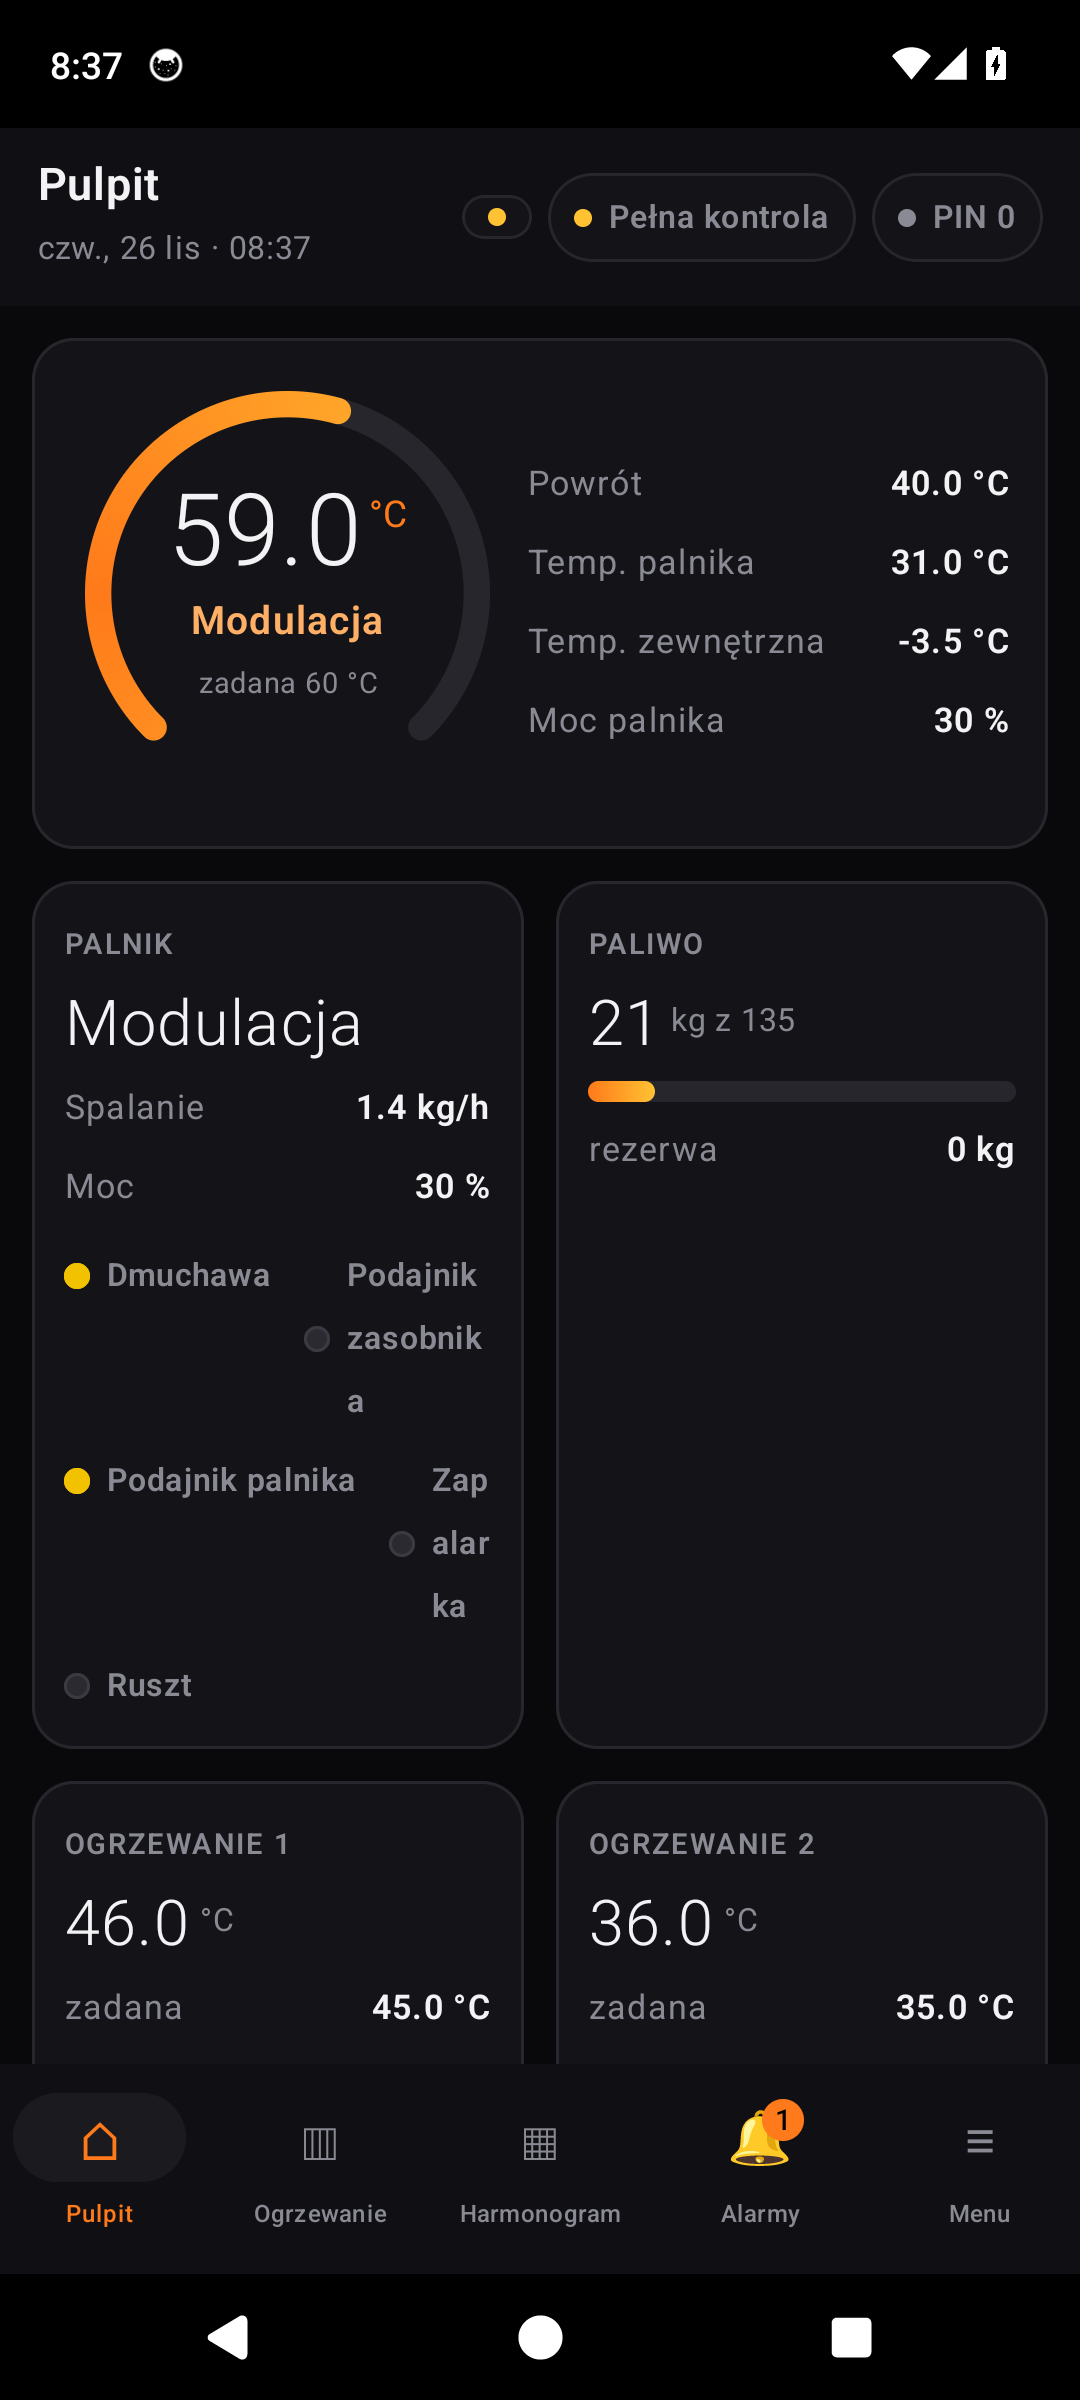 8:37
Pulpit
czw., 26 lis · 08:37
Pełna kontrola
PIN 0
59.0 °C
Modulacja
zadana 60 °C
Powrót 40.0 °C
Temp. palnika 31.0 °C
Temp. zewnętrzna -3.5 °C
Moc palnika 30 %
PALNIK
Modulacja
Spalanie 1.4 kg/h
Moc 30 %
Dmuchawa
Podajnik
zasobnik
a
Podajnik palnika
Zap
alar
ka
Ruszt
PALIWO
21 kg z 135
rezerwa 0 kg
OGRZEWANIE 1
46.0 °C
zadana 45.0 °C
OGRZEWANIE 2
36.0 °C
zadana 35.0 °C
Pulpit
Ogrzewanie
Harmonogram
1
Alarmy
Menu